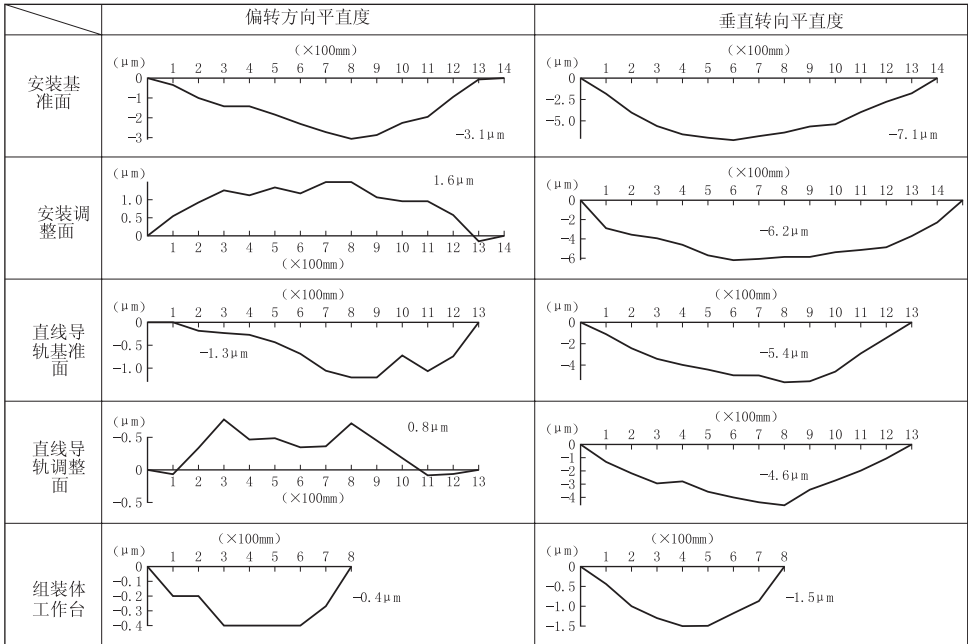 偏转方向平直度
垂直转向平直度
安装基
准面
(×100mm)
(μm)
1 2 3 4 5 6 7 8 9 10 11 12 13 14
0
−1
−2
−3
−3.1μm
(×100mm)
(μm)
1 2 3 4 5 6 7 8 9 10 11 12 13 14
0
−2.5
−5.0
−7.1μm
安装调
整面
(μm)
1.6μm
1.0
0.5
0
1 2 3 4 5 6 7 8 9 10 11 12 13 14
(×100mm)
(×100mm)
(μm)
1 2 3 4 5 6 7 8 9 10 11 12 13 14
0
−2
−4
−6
−6.2μm
直线导
轨基准
面
(×100mm)
(μm)
1 2 3 4 5 6 7 8 9 10 11 12 13
0
−0.5
−1.0
−1.3μm
(×100mm)
(μm)
1 2 3 4 5 6 7 8 9 10 11 12 13
0
−2
−4
−5.4μm
直线导
轨调整
面
(μm)
0.8μm
−0.5
0
−0.5
1 2 3 4 5 6 7 8 9 10 11 12 13
(×100mm)
(×100mm)
(μm)
1 2 3 4 5 6 7 8 9 10 11 12 13
0
−1
−2
−3
−4
−4.6μm
组装体
工作台
(×100mm)
(μm)
1 2 3 4 5 6 7 8
0
−0.1
−0.2
−0.3
−0.4
−0.4μm
(×100mm)
(μm)
1 2 3 4 5 6 7 8
0
−0.5
−1.0
−1.5
−1.5μm